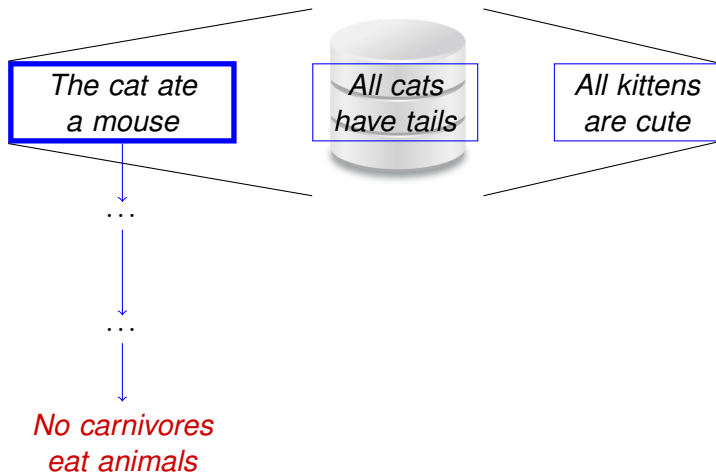 The cat ate
a mouse
All cats
have tails
All kittens
are cute
...
...
No carnivores
eat animals